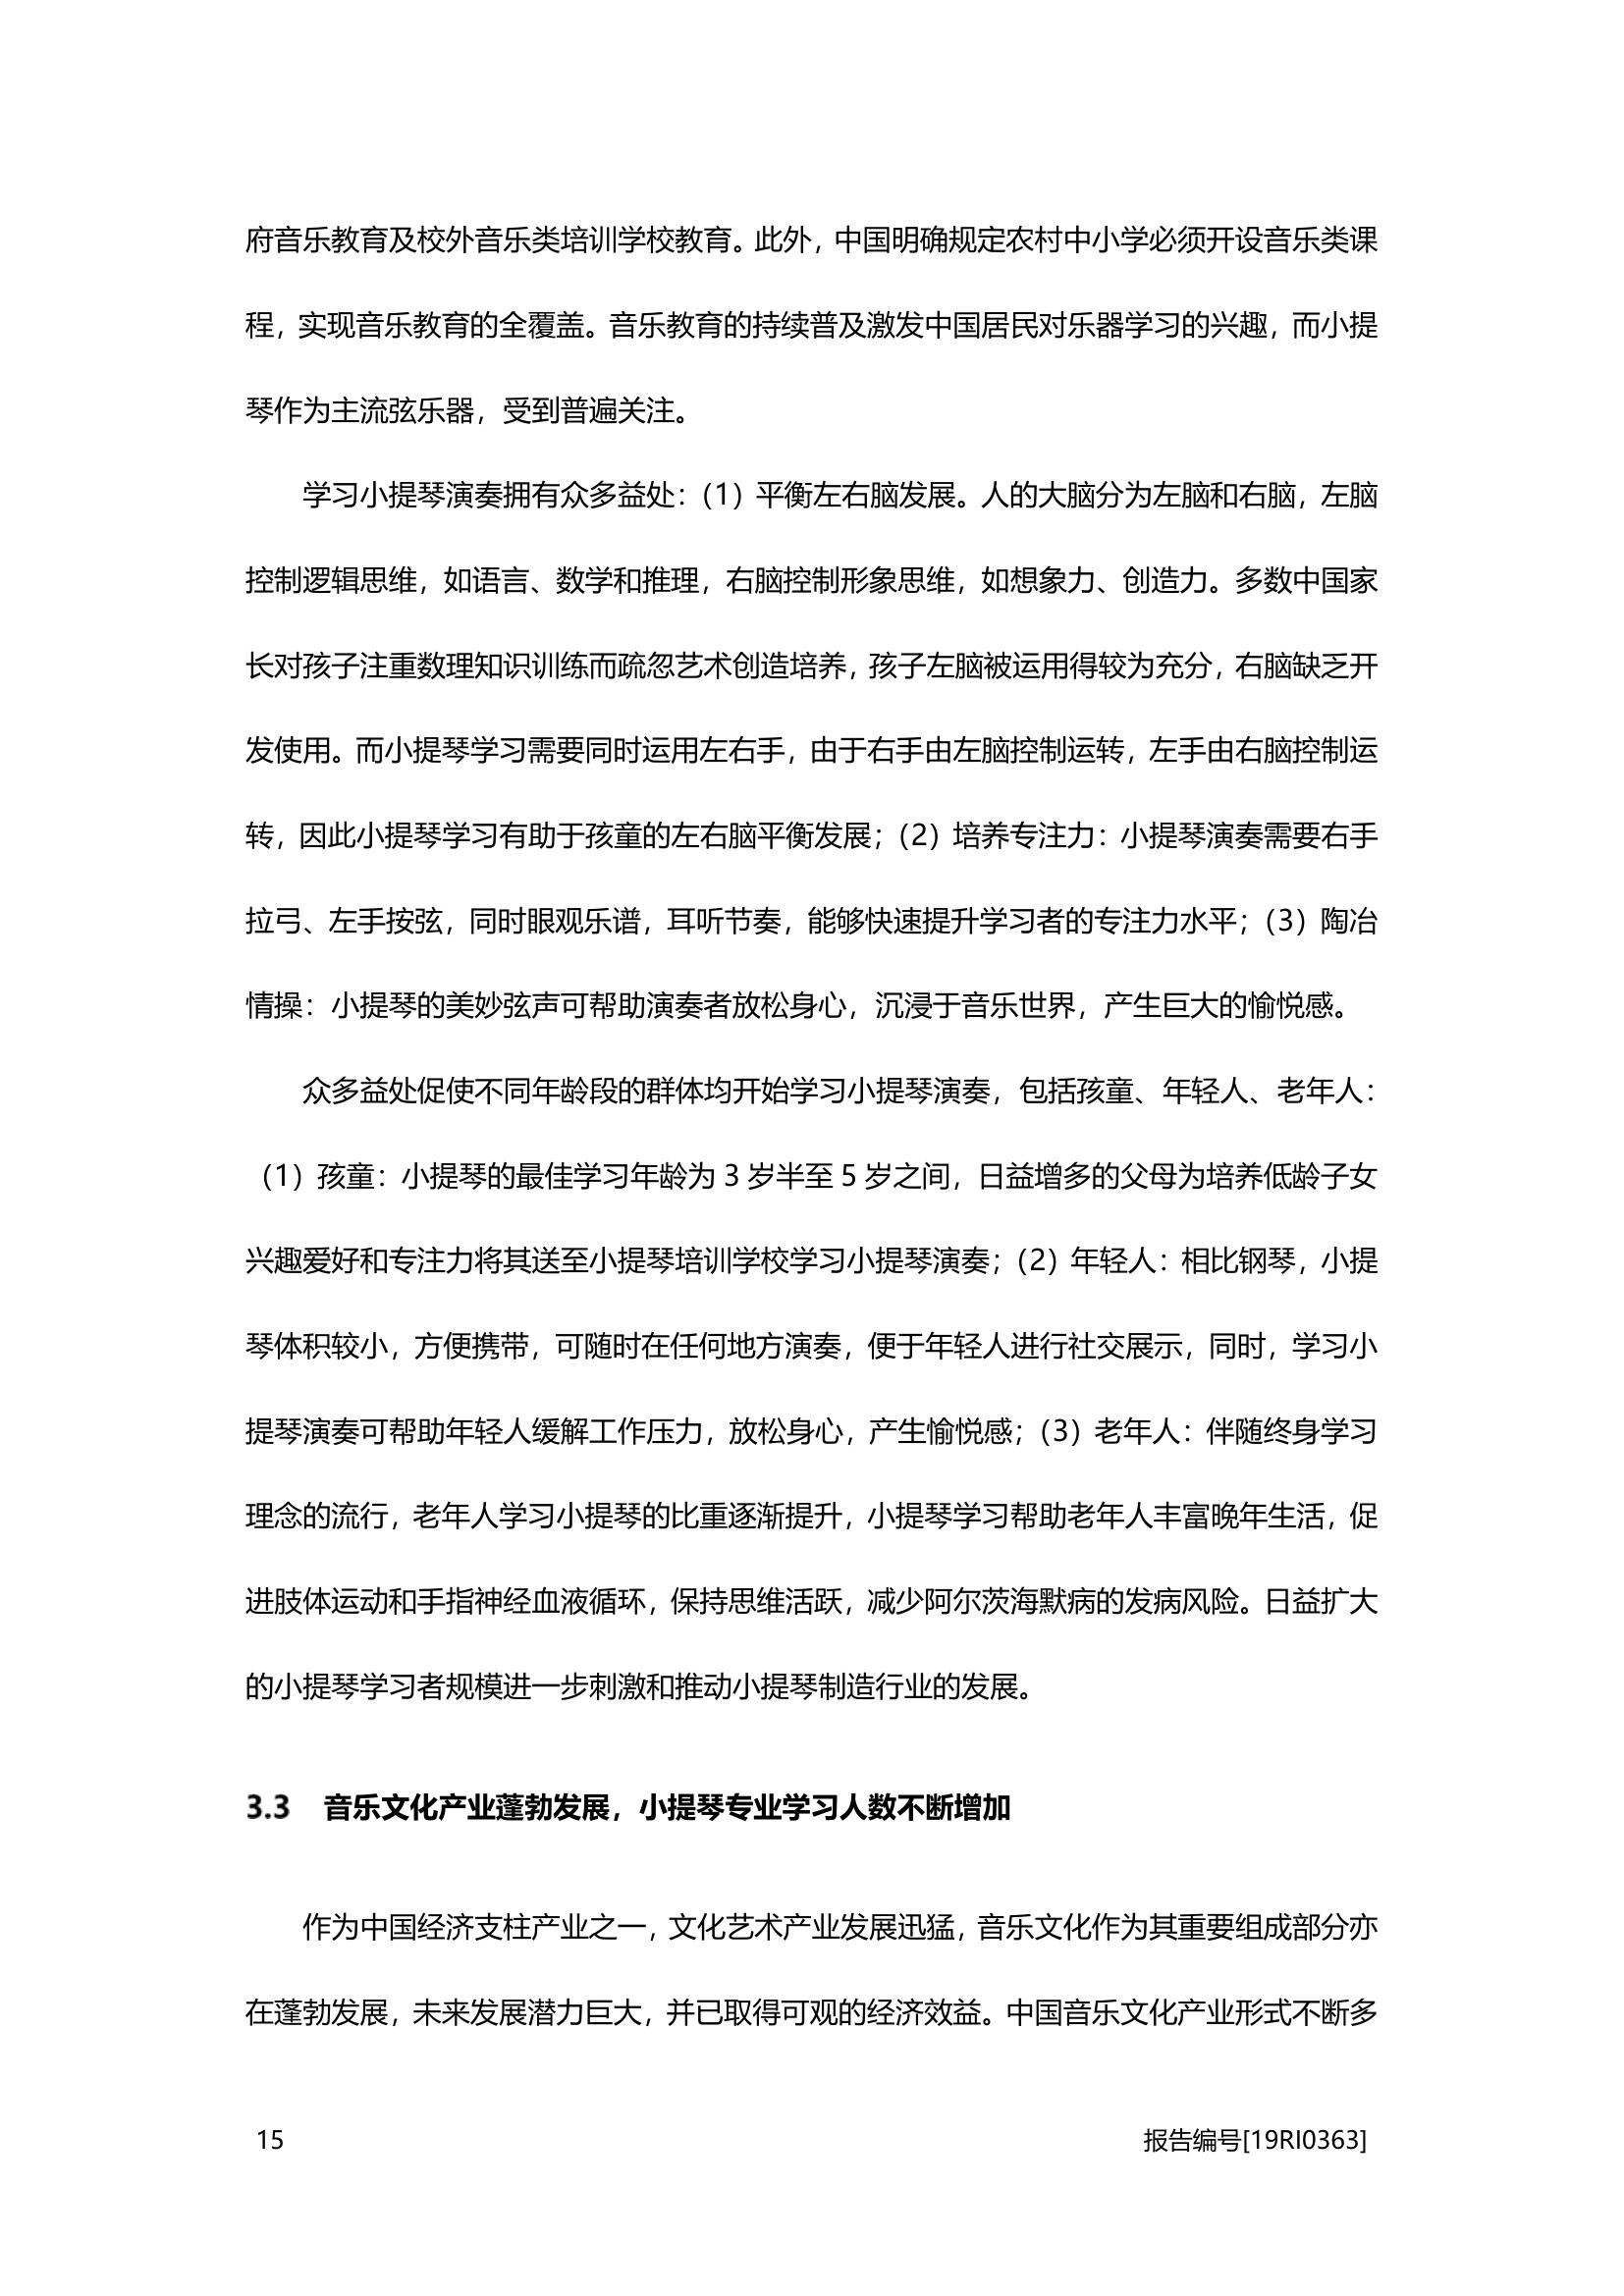 府音乐教育及校外音乐类培训学校教育。此外，中国明确规定农村中小学必须开设音乐类课
程，实现音乐教育的全覆盖。音乐教育的持续普及激发中国居民对乐器学习的兴趣，而小提
琴作为主流弦乐器，受到普遍关注。
学习小提琴演奏拥有众多益处：（1）平衡左右脑发展。人的大脑分为左脑和右脑，左脑
控制逻辑思维，如语言、数学和推理，右脑控制形象思维，如想象力、创造力。多数中国家
长对孩子注重数理知识训练而疏忽艺术创造培养，孩子左脑被运用得较为充分，右脑缺乏开
发使用。而小提琴学习需要同时运用左右手，由于右手由左脑控制运转，左手由右脑控制运
转，因此小提琴学习有助于孩童的左右脑平衡发展；（2）培养专注力：小提琴演奏需要右手
拉弓、左手按弦，同时眼观乐谱，耳听节奏，能够快速提升学习者的专注力水平；（3）陶冶
情操：小提琴的美妙弦声可帮助演奏者放松身心，沉浸于音乐世界，产生巨大的愉悦感。
众多益处促使不同年龄段的群体均开始学习小提琴演奏，包括孩童、年轻人、老年人：
（1）孩童：小提琴的最佳学习年龄为 3 岁半至 5 岁之间，日益增多的父母为培养低龄子女
兴趣爱好和专注力将其送至小提琴培训学校学习小提琴演奏；（2）年轻人：相比钢琴，小提
琴体积较小，方便携带，可随时在任何地方演奏，便于年轻人进行社交展示，同时，学习小
提琴演奏可帮助年轻人缓解工作压力，放松身心，产生愉悦感；（3）老年人：伴随终身学习
理念的流行，老年人学习小提琴的比重逐渐提升，小提琴学习帮助老年人丰富晚年生活，促
进肢体运动和手指神经血液循环，保持思维活跃，减少阿尔茨海默病的发病风险。日益扩大
的小提琴学习者规模进一步刺激和推动小提琴制造行业的发展。
3.3 音乐文化产业蓬勃发展，小提琴专业学习人数不断增加
作为中国经济支柱产业之一，文化艺术产业发展迅猛，音乐文化作为其重要组成部分亦
在蓬勃发展，未来发展潜力巨大，并已取得可观的经济效益。中国音乐文化产业形式不断多
15 报告编号[19RI0363]